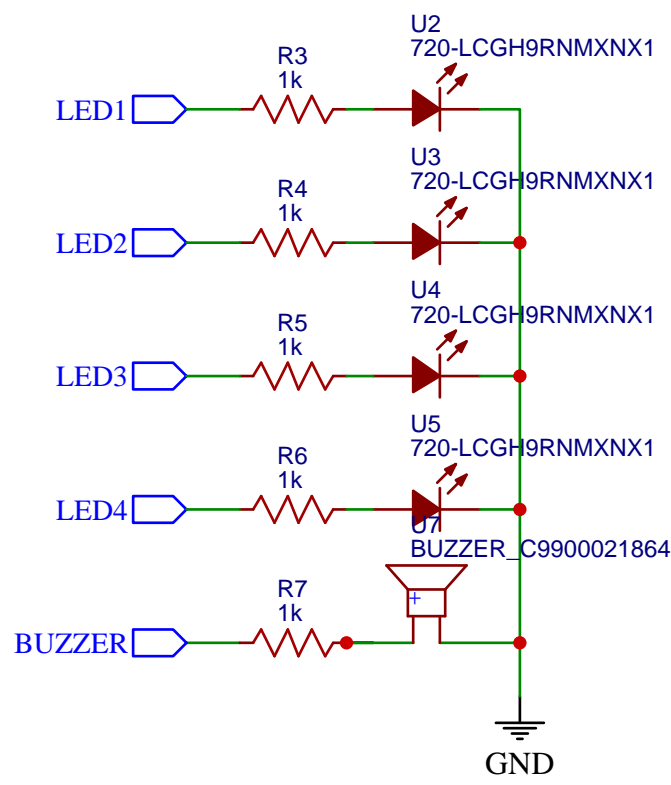 U2
720-LCGH9RNMXNX1
R3
1k
LED1
U3
720-LCGH9RNMXNX1
R4
1k
LED2
U4
720-LCGH9RNMXNX1
R5
1k
LED3
U5
720-LCGH9RNMXNX1
R6
1k
LED4
U7
BUZZER_C9900021864
R7
1k
+
BUZZER
GND